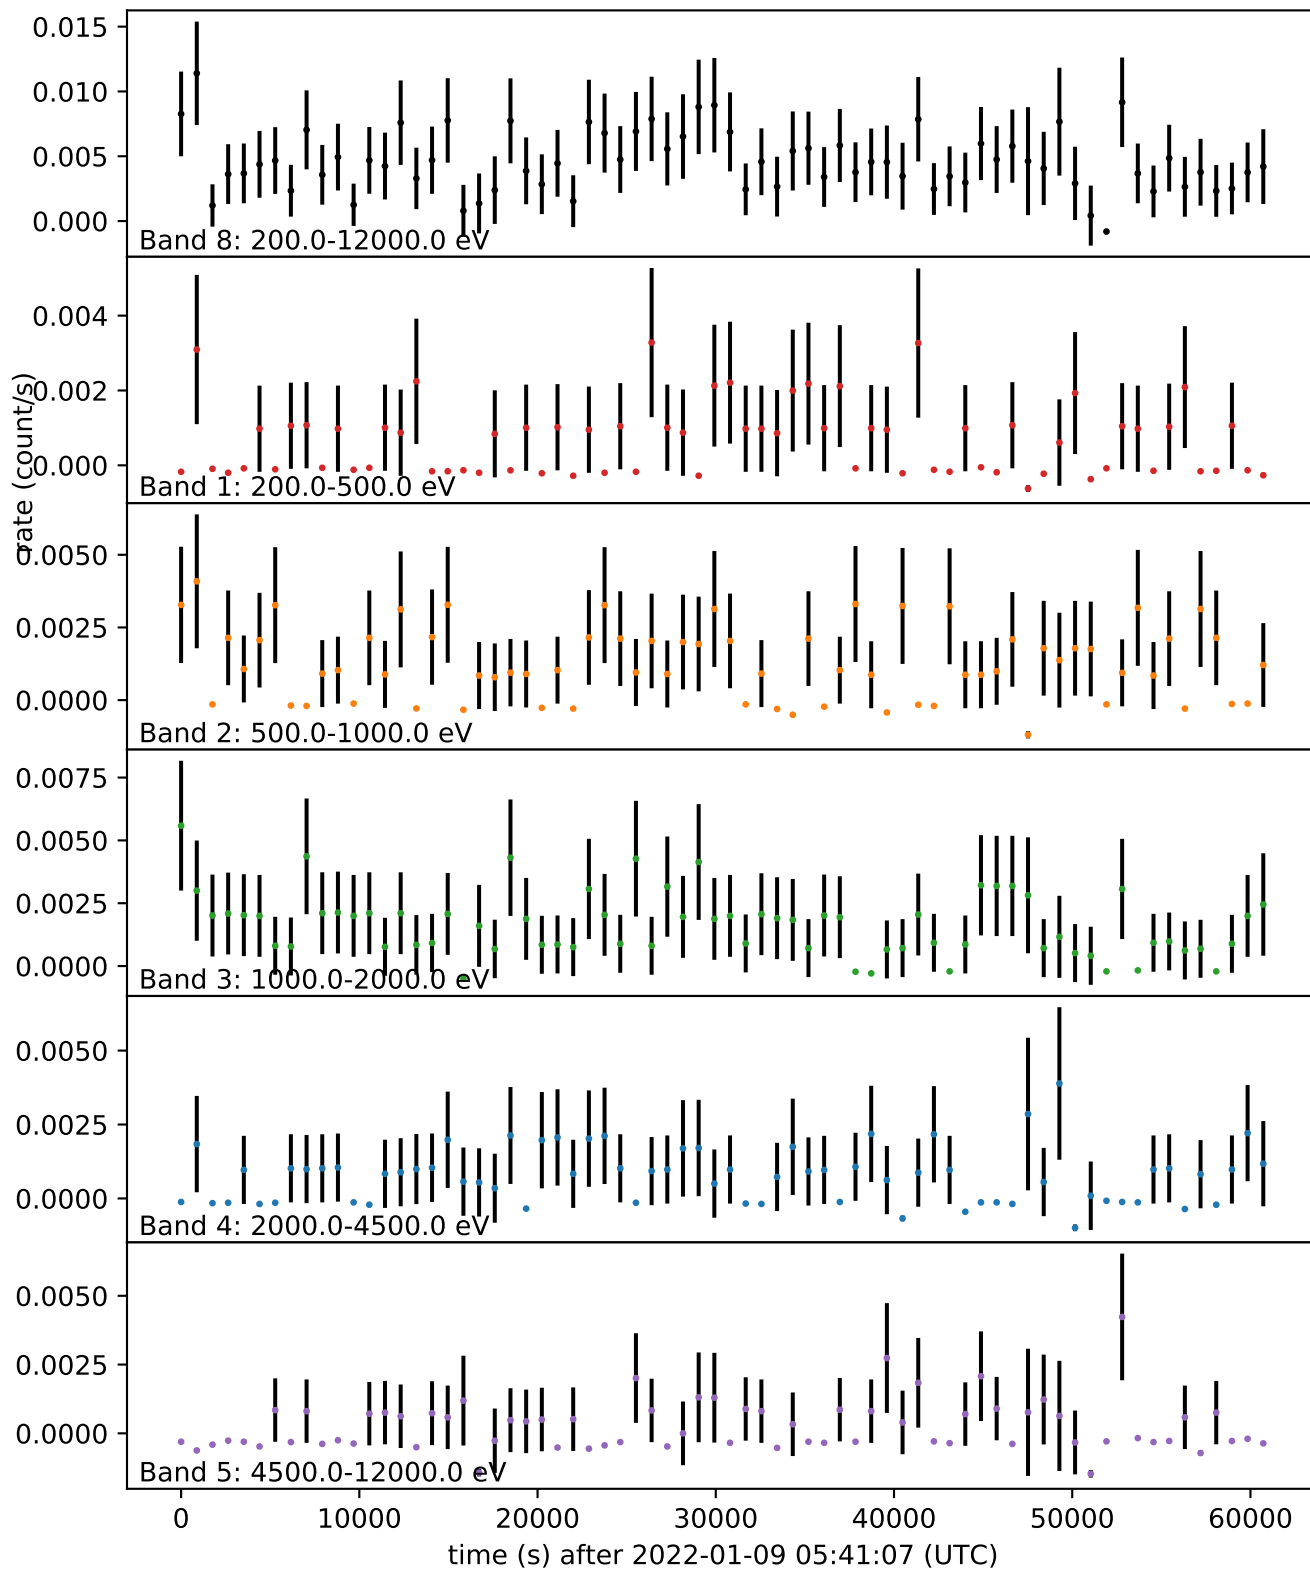 0.015
0.010
0.005
0.000
Band 8: 200.0-12000.0 eV
0.004
0.002
0.000
Band 1: 200.0-500.0 eV
rate (count/s)
0.0050
0.0025
0.0000
Band 2: 500.0-1000.0 eV
0.0075
0.0050
0.0025
0.0000
Band 3: 1000.0-2000.0 eV
0.0050
0.0025
0.0000
Band 4: 2000.0-4500.0 eV
0.0050
0.0025
0.0000
Band 5: 4500.0-12000.0 eV
0 10000 20000 30000 40000 50000 60000
time (s) after 2022-01-09 05:41:07 (UTC)